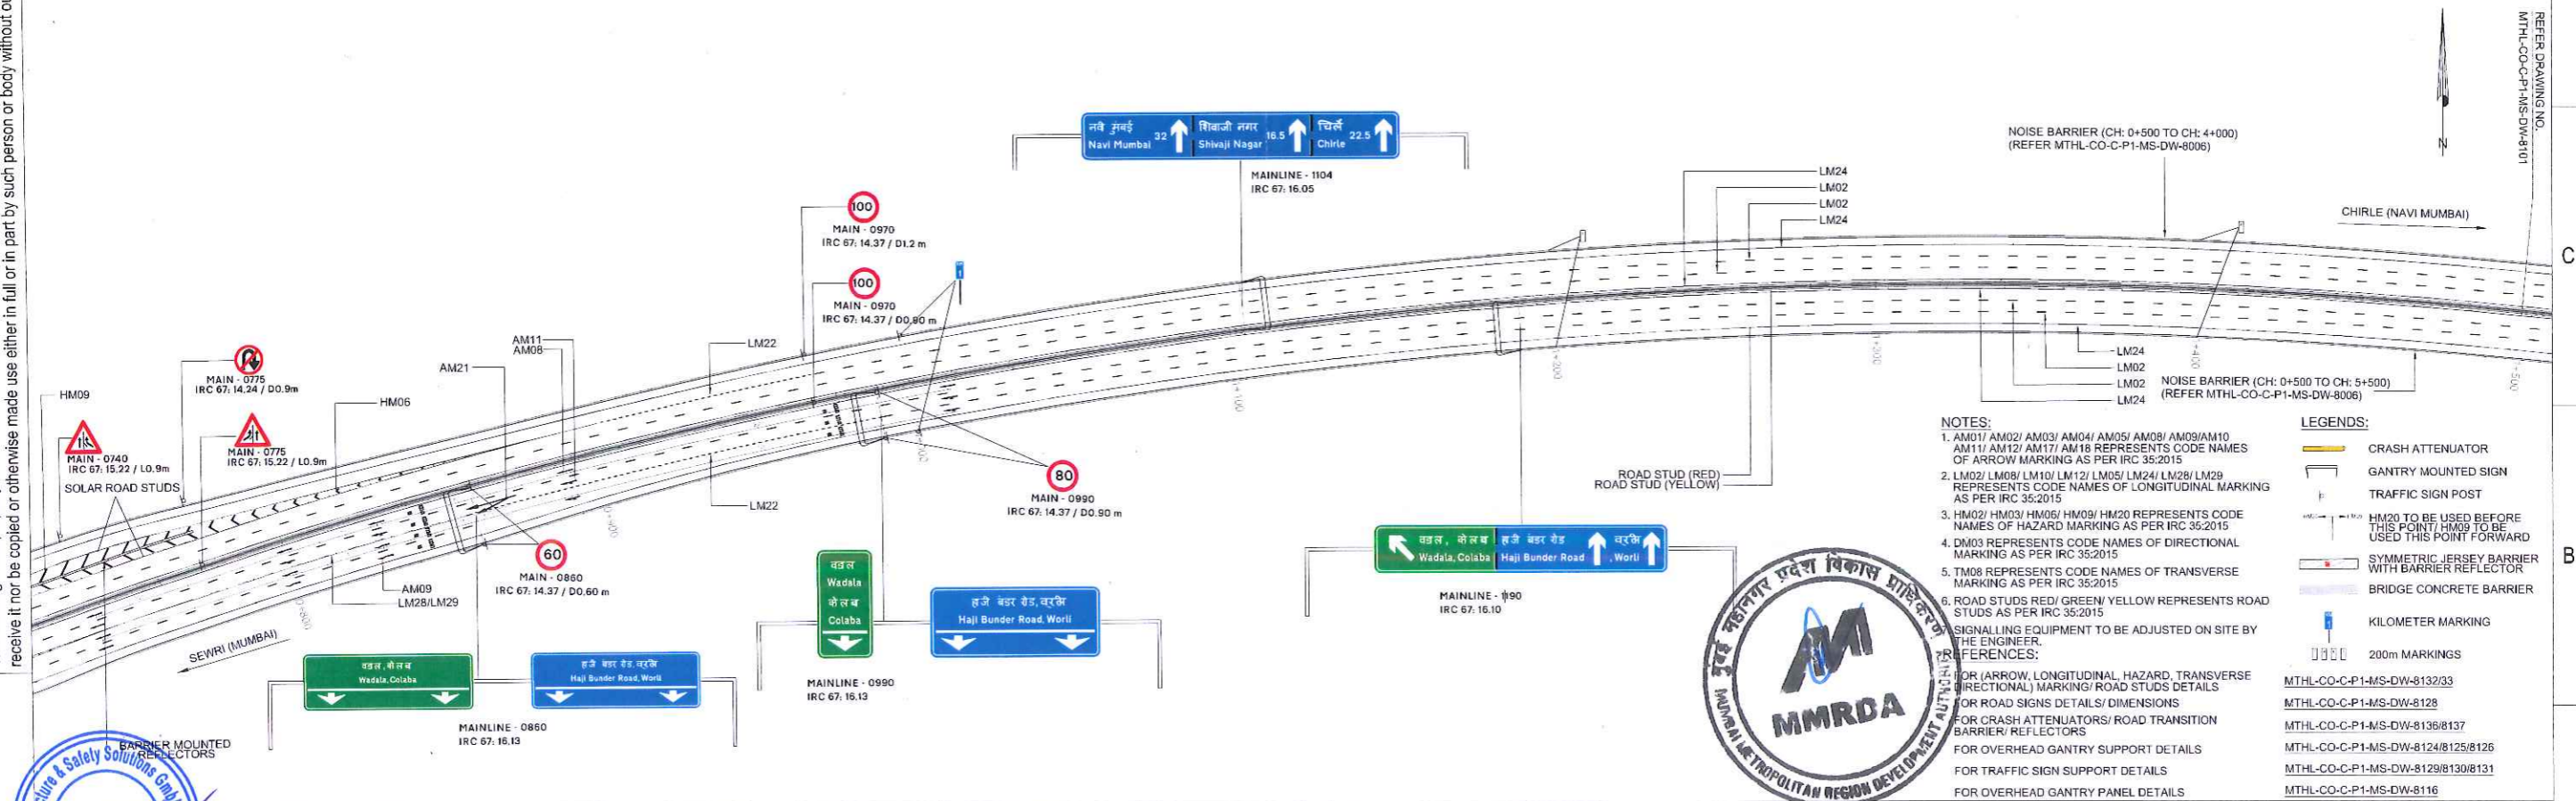 receive it nor be copied or otherwise made use either in full or in part by such person or body without
REFER DRAWING NO.
MTHL-CO-C-P1-MS-DW-8101
N
C
B
नवी मुंबई 32
Navi Mumbai
शिवाजी नगर 16.5
Shivaji Nagar
चिर्ले 22.5
Chirle
MAINLINE - 1104
IRC 67: 16.05
NOISE BARRIER (CH: 0+500 TO CH: 4+000)
(REFER MTHL-CO-C-P1-MS-DW-8006)
CHIRLE (NAVI MUMBAI)
LM24
LM02
LM02
LM24
100
MAIN - 0970
IRC 67: 14.37 / D1.2 m
100
MAIN - 0970
IRC 67: 14.37 / D0.90 m
1
LM22
AM11
AM08
AM21
MAIN - 0775
IRC 67: 14.24 / D0.9m
HM09
HM06
MAIN - 0740
IRC 67: 15.22 / L0.9m
MAIN - 0775
IRC 67: 15.22 / L0.9m
SOLAR ROAD STUDS
LM22
80
MAIN - 0990
IRC 67: 14.37 / D0.90 m
60
MAIN - 0860
IRC 67: 14.37 / D0.60 m
AM09
LM28/LM29
SEWRI (MUMBAI)
0+800
1+100
1+200
1+300
1+400
1+500
LM24
LM02
LM02
LM24
NOISE BARRIER (CH: 0+500 TO CH: 5+500)
(REFER MTHL-CO-C-P1-MS-DW-8006)
ROAD STUD (RED)
ROAD STUD (YELLOW)
Wadala, Colaba
Haji Bunder Road
, Worli
MAINLINE - 1190
IRC 67: 16.10
Wadala
Colaba
Haji Bunder Road, Worli
MAINLINE - 0990
IRC 67: 16.13
Wadala, Colaba
Haji Bunder Road, Worli
MAINLINE - 0860
IRC 67: 16.13
BARRIER MOUNTED
REFLECTORS
& Safety Solutions
मुंबई महानगर प्रदेश विकास प्राधिकरण
MMRDA
MUMBAI METROPOLITAN REGION DEVELOPMENT AUTHORITY
NOTES:
1. AM01/ AM02/ AM03/ AM04/ AM05/ AM08/ AM09/AM10
AM11/ AM12/ AM17/ AM18 REPRESENTS CODE NAMES
OF ARROW MARKING AS PER IRC 35:2015
2. LM02/ LM08/ LM10/ LM12/ LM05/ LM24/ LM28/ LM29
REPRESENTS CODE NAMES OF LONGITUDINAL MARKING
AS PER IRC 35:2015
3. HM02/ HM03/ HM06/ HM09/ HM20 REPRESENTS CODE
NAMES OF HAZARD MARKING AS PER IRC 35:2015
4. DM03 REPRESENTS CODE NAMES OF DIRECTIONAL
MARKING AS PER IRC 35:2015
5. TM08 REPRESENTS CODE NAMES OF TRANSVERSE
MARKING AS PER IRC 35:2015
6. ROAD STUDS RED/ GREEN/ YELLOW REPRESENTS ROAD
STUDS AS PER IRC 35:2015
SIGNALLING EQUIPMENT TO BE ADJUSTED ON SITE BY
THE ENGINEER.
REFERENCES:
FOR (ARROW, LONGITUDINAL, HAZARD, TRANSVERSE
DIRECTIONAL) MARKING/ ROAD STUDS DETAILS
MTHL-CO-C-P1-MS-DW-8132/33
FOR ROAD SIGNS DETAILS/ DIMENSIONS
MTHL-CO-C-P1-MS-DW-8128
FOR CRASH ATTENUATORS/ ROAD TRANSITION
BARRIER/ REFLECTORS
MTHL-CO-C-P1-MS-DW-8136/8137
FOR OVERHEAD GANTRY SUPPORT DETAILS
MTHL-CO-C-P1-MS-DW-8124/8125/8126
FOR TRAFFIC SIGN SUPPORT DETAILS
MTHL-CO-C-P1-MS-DW-8129/8130/8131
FOR OVERHEAD GANTRY PANEL DETAILS
MTHL-CO-C-P1-MS-DW-8116
LEGENDS:
CRASH ATTENUATOR
GANTRY MOUNTED SIGN
TRAFFIC SIGN POST
HM20 TO BE USED BEFORE
THIS POINT/ HM09 TO BE
USED THIS POINT FORWARD
SYMMETRIC JERSEY BARRIER
WITH BARRIER REFLECTOR
BRIDGE CONCRETE BARRIER
KILOMETER MARKING
200m MARKINGS